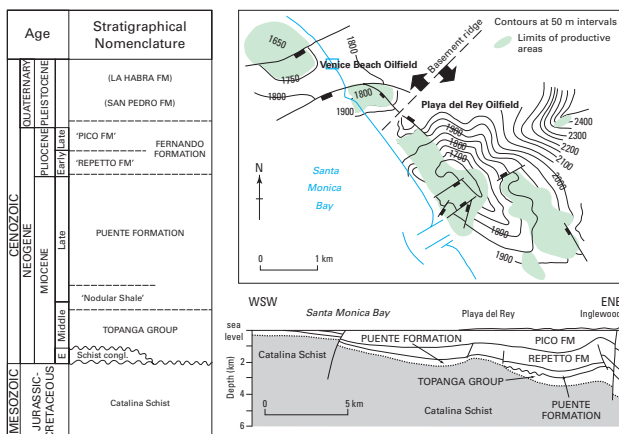 Age
Stratigraphical
Nomenclature
CENOZOIC
QUATERNARY
PLEISTOCENE
(LA HABRA FM)
(SAN PEDRO FM)
NEOGENE
PLIOCENE
Late
'PICO FM'
FERNANDO
FORMATION
Early
'REPETTO FM'
MIOCENE
Late
PUENTE FORMATION
'Nodular Shale'
Middle
TOPANGA GROUP
E
Schist congl.
MESOZOIC
JURASSIC-
CRETACEOUS
Catalina Schist
Contours at 50 m intervals
Limits of productive
areas
1650
1750
1800
1800
Venice Beach Oilfield
1800
1900
Basement ridge
Playa del Rey Oilfield
1900
1800
1700
2400
2300
2200
2100
2000
1800
1900
N
Santa
Monica
Bay
0
1 km
WSW
ENE
Santa Monica Bay
Playa del Rey
Inglewood
sea
level
Depth (km)
2
4
6
Catalina Schist
PUENTE FORMATION
PICO FM
REPETTO FM
TOPANGA GROUP
PUENTE
FORMATION
Catalina Schist
0
5 km